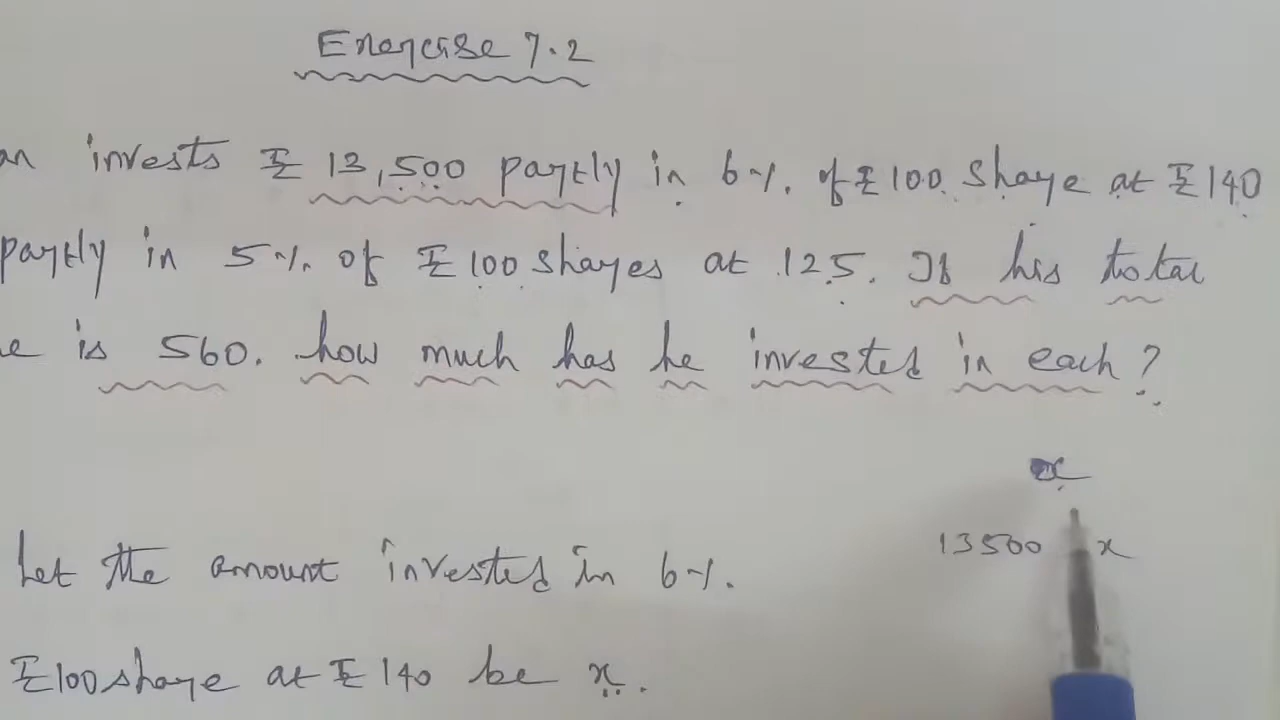 Exercise 7.2
an invests ₹ 13,500 partly in 6%. of ₹100 share at ₹140
partly in 5%. of ₹100 shares at 125. If his total
e is 560. how much has he invested in each?
x
13500 x
Let the amount invested in 6%.
₹100 share at ₹140 be x.